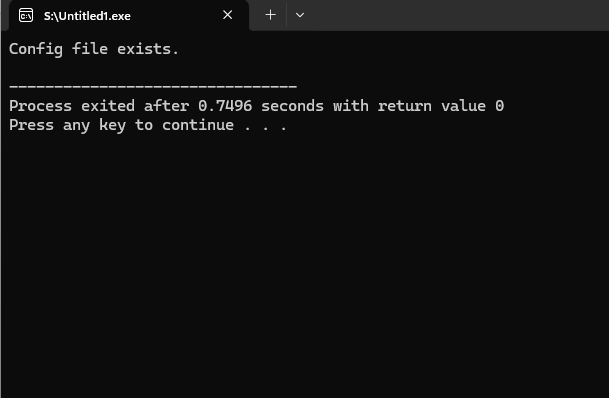 S:\Untitled1.exe
Config file exists.
--------------------------------
Process exited after 0.7496 seconds with return value 0
Press any key to continue . . .